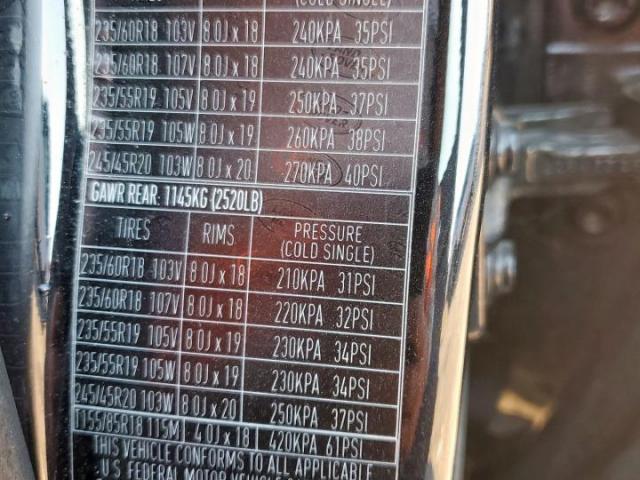 (COLD SINGLE)
235/60R18 103V 8.0J x 18 240KPA 35PSI
235/60R18 107V 8.0J x 18 240KPA 35PSI
235/55R19 105V 8.0J x 19 250KPA 37PSI
235/55R19 105W 8.0J x 19 260KPA 38PSI
245/45R20 103W 8.0J x 20 270KPA 40PSI
GAWR REAR: 1145KG (2520LB)
TIRES RIMS PRESSURE
(COLD SINGLE)
235/60R18 103V 8.0J x 18 210KPA 31PSI
235/60R18 107V 8.0J x 18 220KPA 32PSI
235/55R19 105V 8.0J x 19 230KPA 34PSI
235/55R19 105W 8.0J x 19 230KPA 34PSI
245/45R20 103W 8.0J x 20 250KPA 37PSI
T155/85R18 115M 4.0J x 18 420KPA 61PSI
THIS VEHICLE CONFORMS TO ALL APPLICABLE
U S FEDERAL MOTOR VEHICLE